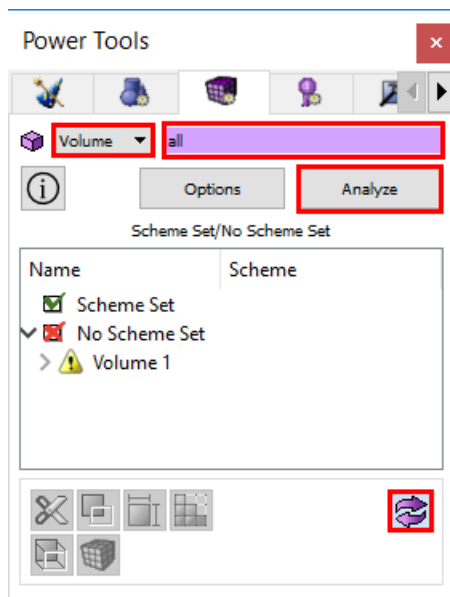 Power Tools
Volume all
Options Analyze
Scheme Set/No Scheme Set
Name Scheme
Scheme Set
No Scheme Set
Volume 1